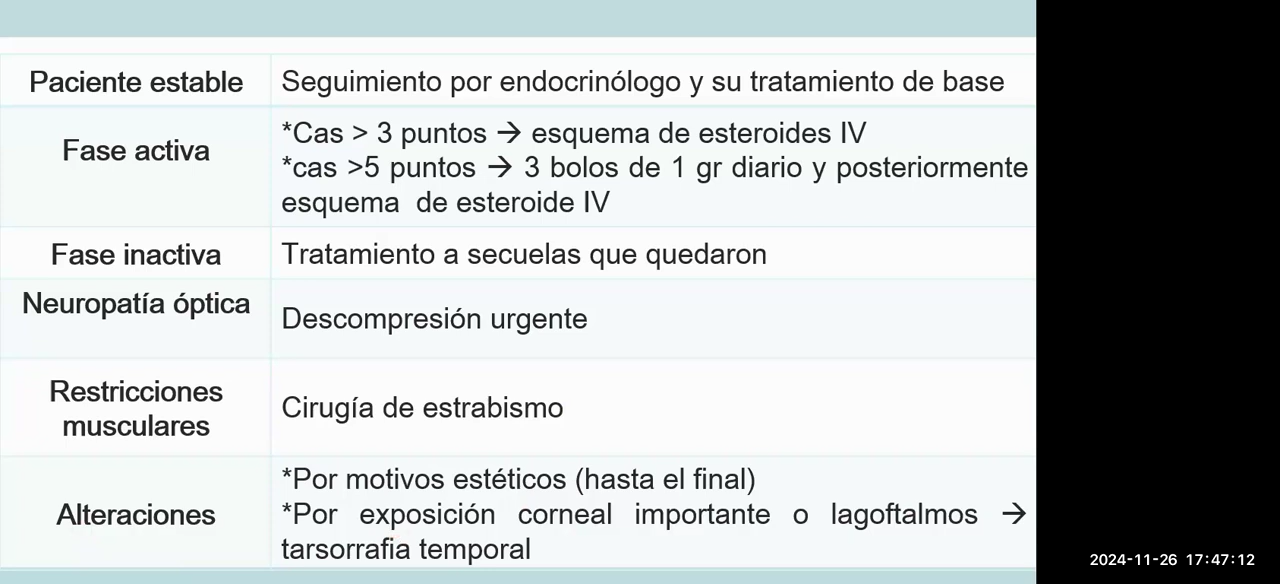 Paciente estable
Seguimiento por endocrinólogo y su tratamiento de base
Fase activa
*Cas > 3 puntos → esquema de esteroides IV
*cas >5 puntos → 3 bolos de 1 gr diario y posteriormente
esquema de esteroide IV
Fase inactiva
Tratamiento a secuelas que quedaron
Neuropatía óptica
Descompresión urgente
Restricciones
musculares
Cirugía de estrabismo
Alteraciones
*Por motivos estéticos (hasta el final)
*Por exposición corneal importante o lagoftalmos →
tarsorrafia temporal
2024-11-26 17:47:12